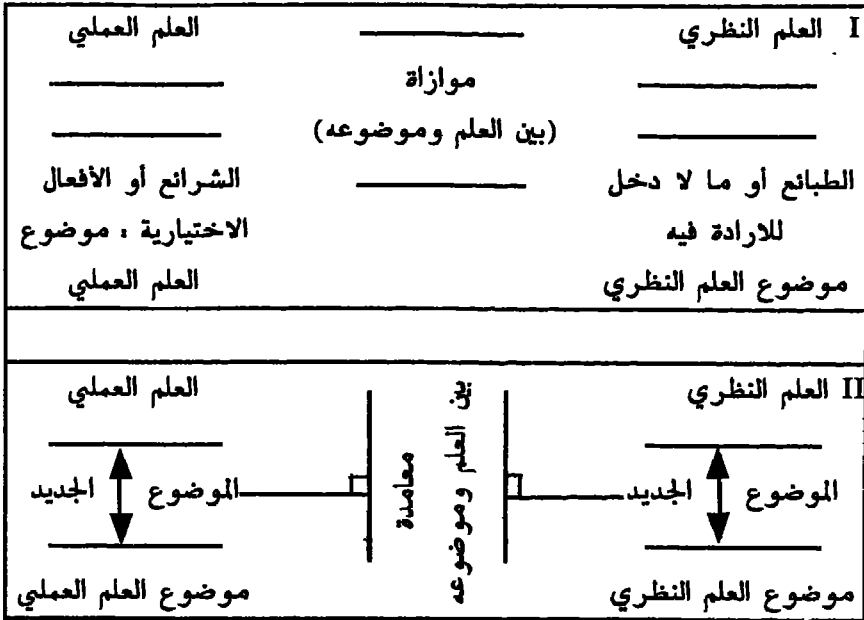 I العلم النظري
العلم العملي
موازاة
(بين العلم وموضوعه)
الطبائع أو ما لا دخل
للارادة فيه
موضوع العلم النظري
الشرائع أو الأفعال
الاختيارية : موضوع
العلم العملي
II العلم النظري
العلم العملي
الموضوع الجديد
بين العلم وموضوعه
معامدة
الموضوع الجديد
موضوع العلم النظري
موضوع العلم العملي